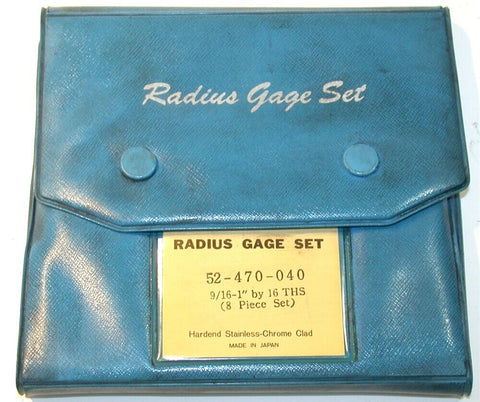 Radius Gage Set
RADIUS GAGE SET
52-470-040
9/16-1" by 16 THS
(8 Piece Set)
Hardend Stainless-Chrome Clad
MADE IN JAPAN